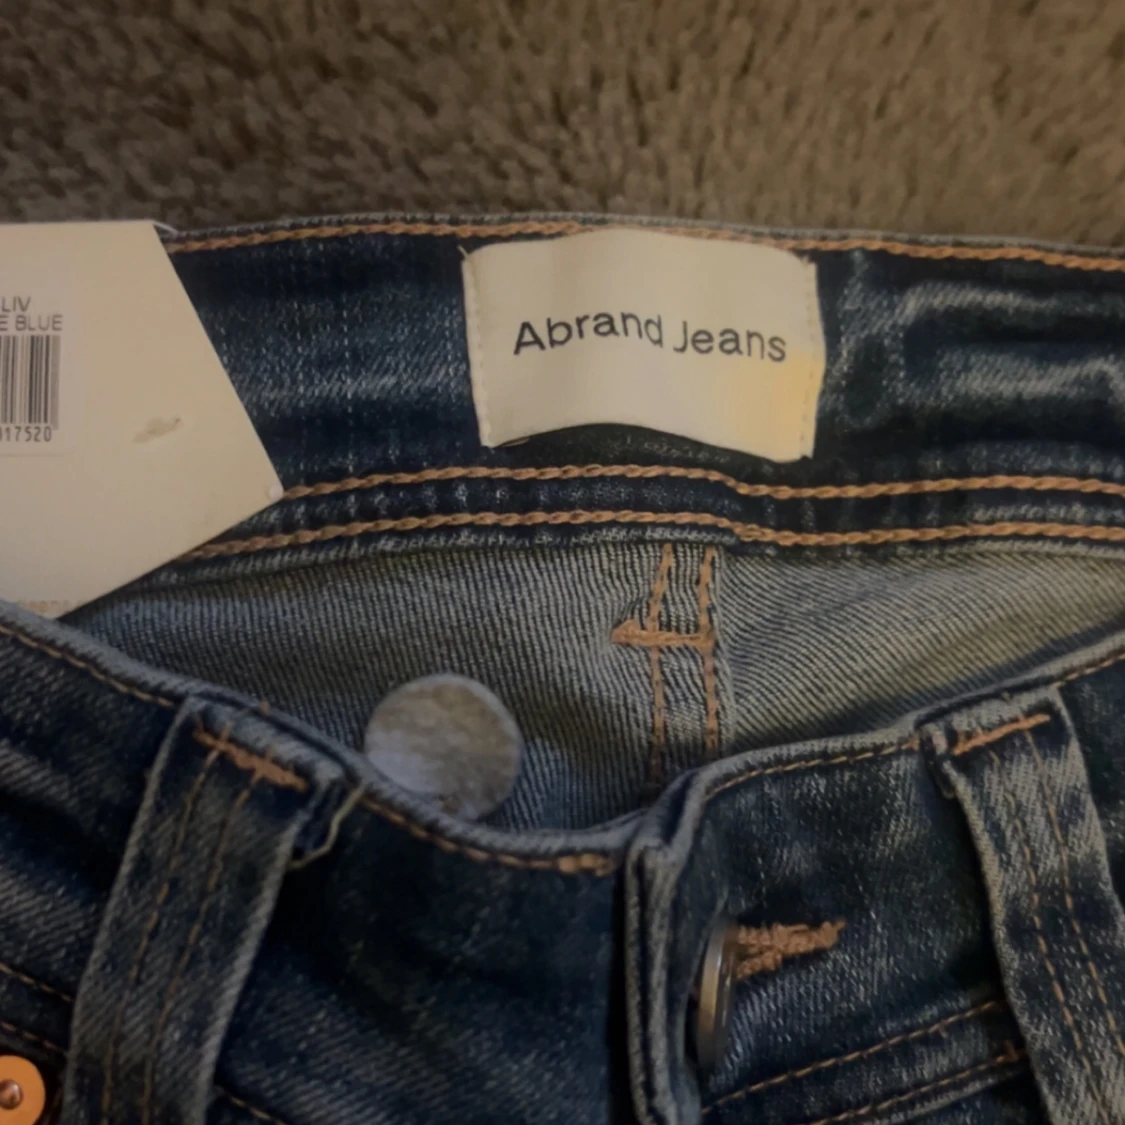 LIV
E BLUE
017520
Abrand Jeans